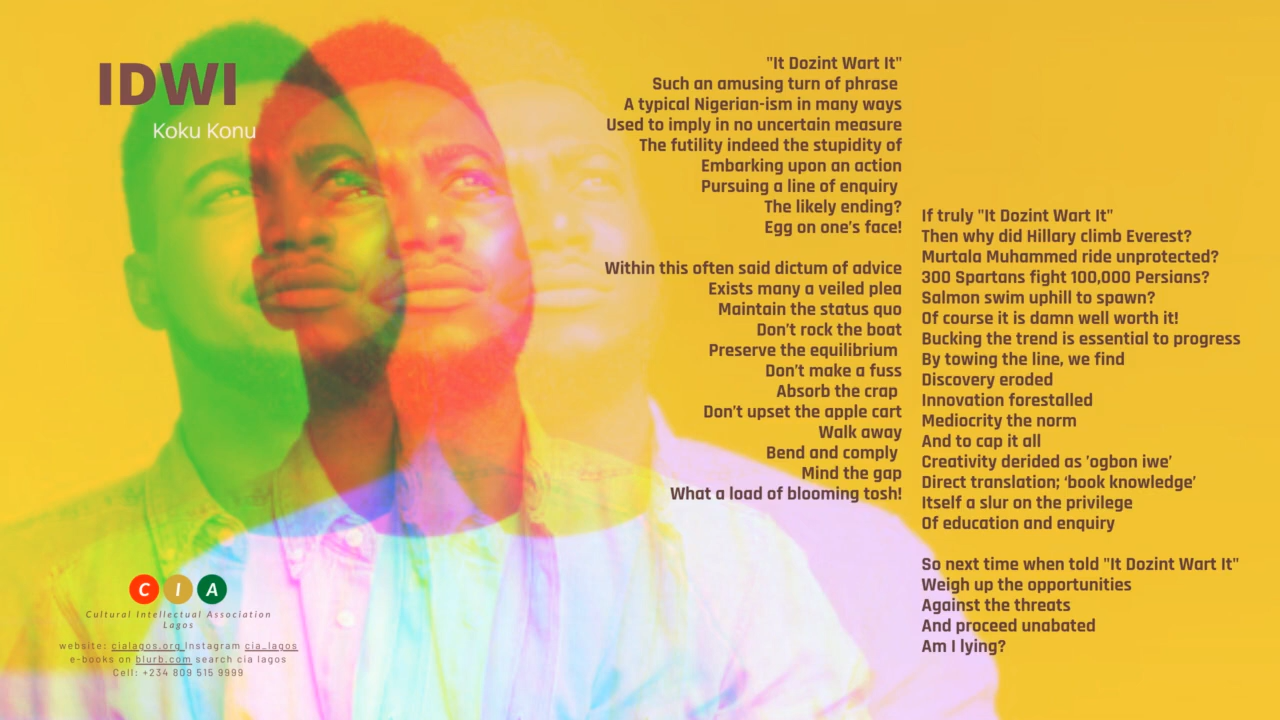 IDWI
Koku Konu
"It Dozint Wart It"
Such an amusing turn of phrase
A typical Nigerian-ism in many ways
Used to imply in no uncertain measure
The futility indeed the stupidity of
Embarking upon an action
Pursuing a line of enquiry
The likely ending?
Egg on one's face!
Within this often said dictum of advice
Exists many a veiled plea
Maintain the status quo
Don't rock the boat
Preserve the equilibrium
Don't make a fuss
Absorb the crap
Don't upset the apple cart
Walk away
Bend and comply
Mind the gap
What a load of blooming tosh!
If truly "It Dozint Wart It"
Then why did Hillary climb Everest?
Murtala Muhammed ride unprotected?
300 Spartans fight 100,000 Persians?
Salmon swim uphill to spawn?
Of course it is damn well worth it!
Bucking the trend is essential to progress
By towing the line, we find
Discovery eroded
Innovation forestalled
Mediocrity the norm
And to cap it all
Creativity derided as 'ogbon iwe'
Direct translation; 'book knowledge'
Itself a slur on the privilege
Of education and enquiry
So next time when told "It Dozint Wart It"
Weigh up the opportunities
Against the threats
And proceed unabated
Am I lying?
C I A
Cultural Intellectual Association
Lagos
website: cialagos.org Instagram cia_lagos
e-books on blurb.com search cia lagos
Cell: +234 809 515 9999